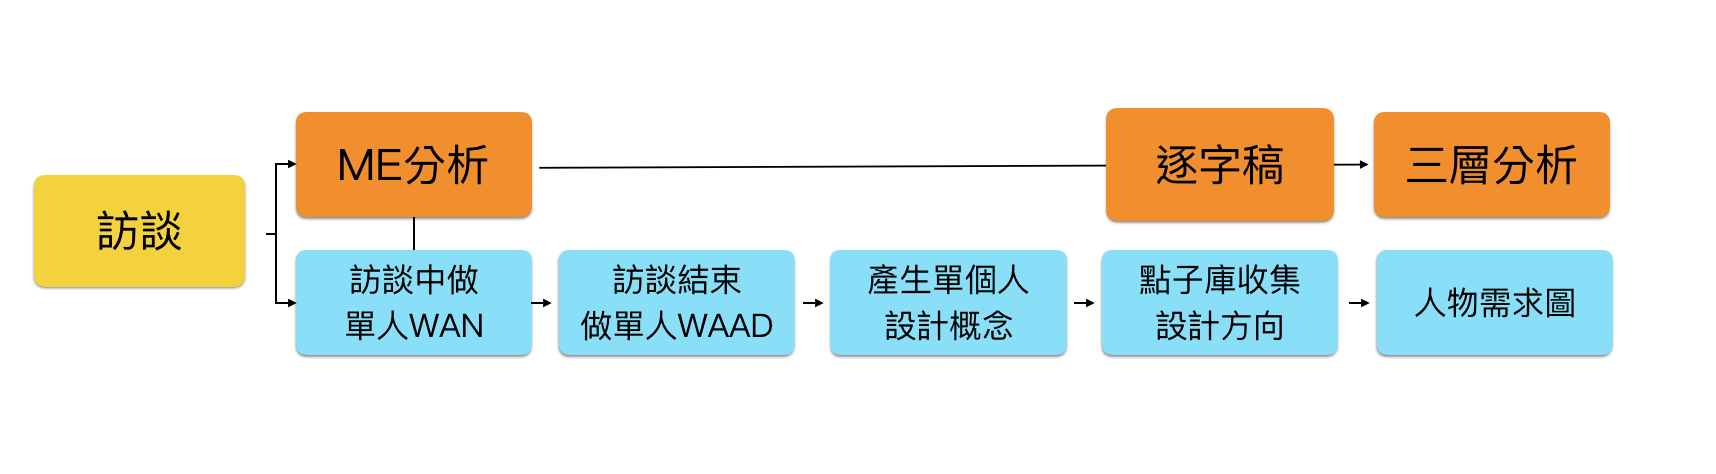 訪談
ME分析
逐字稿
三層分析
訪談中做
單人WAN
訪談結束
做單人WAAD
產生單個人
設計概念
點子庫收集
設計方向
人物需求圖